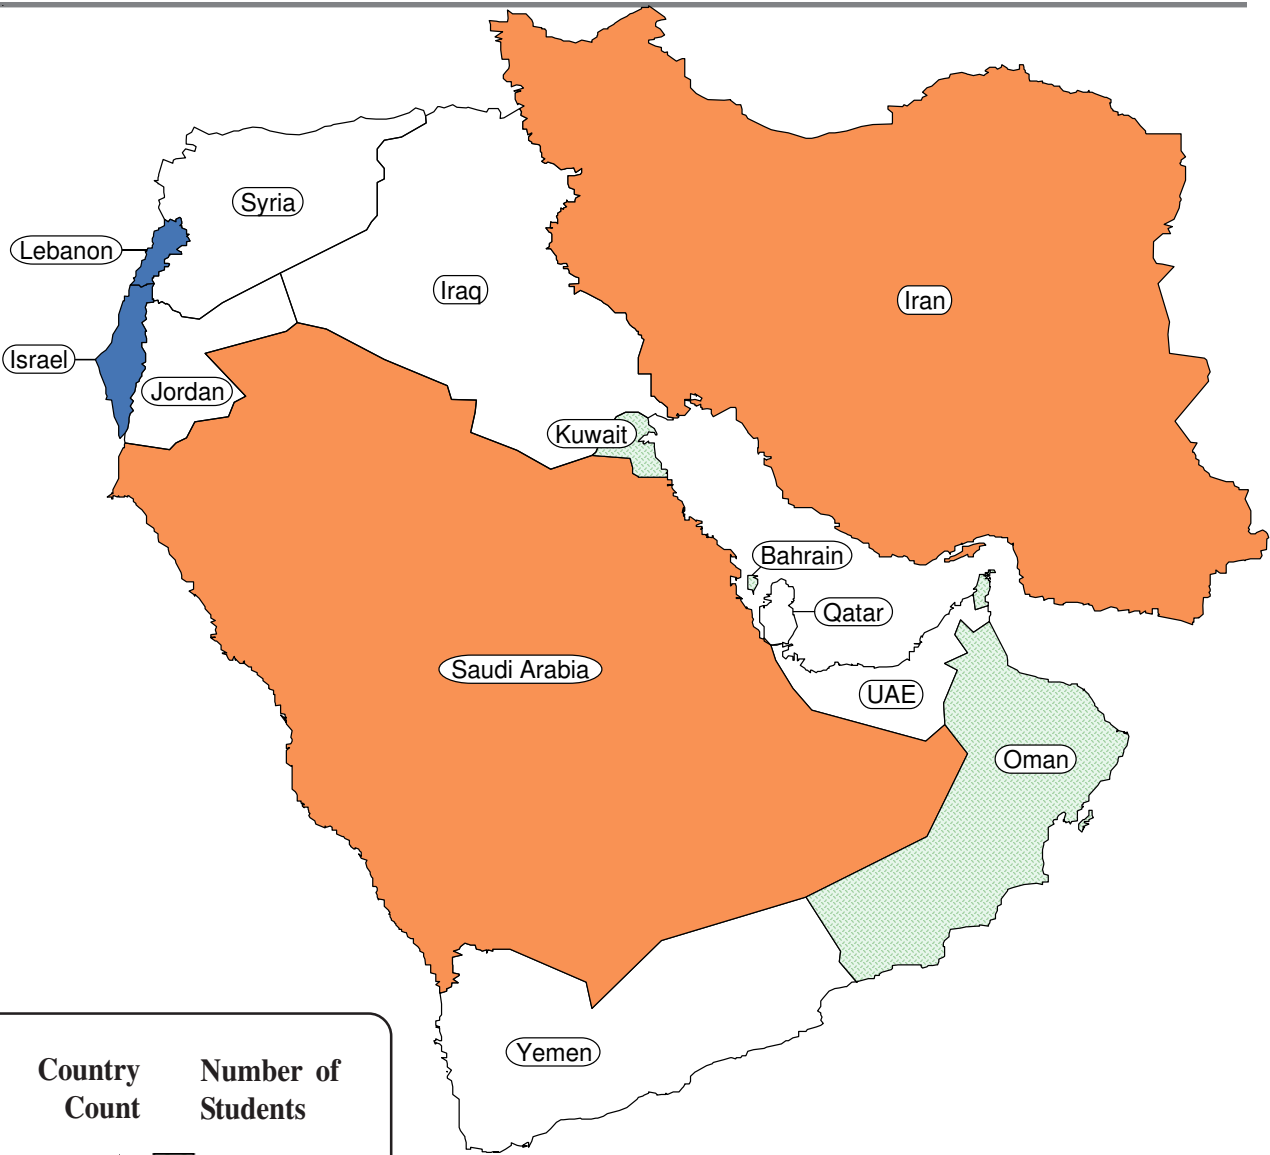 Syria
Lebanon
Iraq
Iran
Israel
Jordan
Kuwait
Bahrain
Qatar
Saudi Arabia
UAE
Oman
Yemen
Country Number of
Count Students